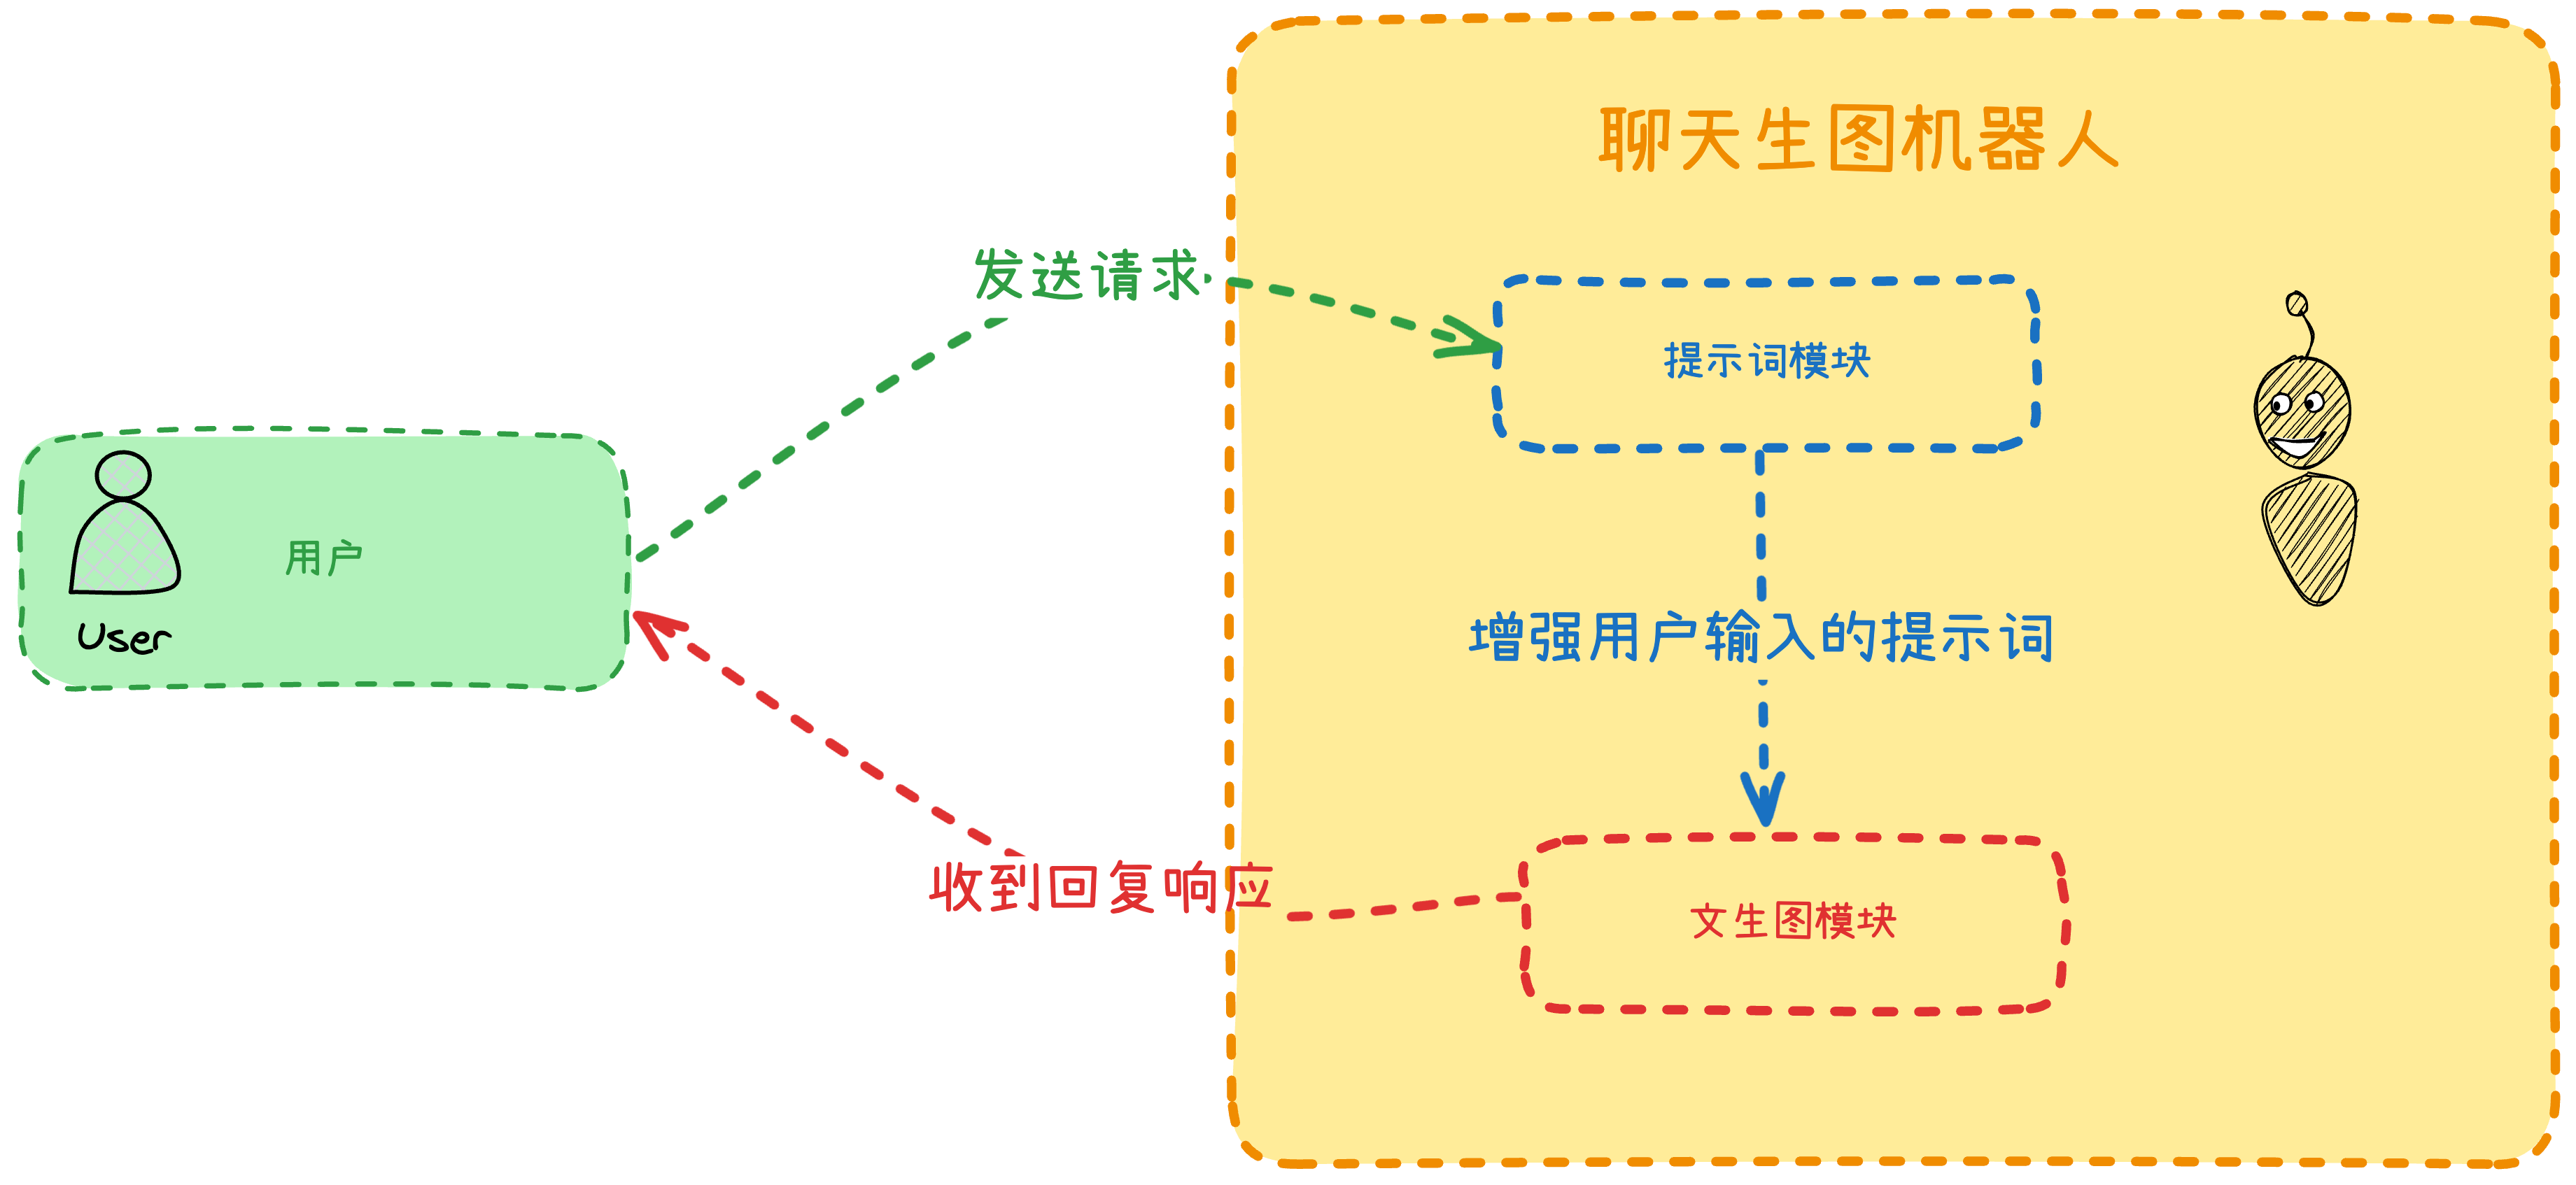 聊天生图机器人
发送请求
提示词模块
用户
User
增强用户输入的提示词
收到回复响应
文生图模块